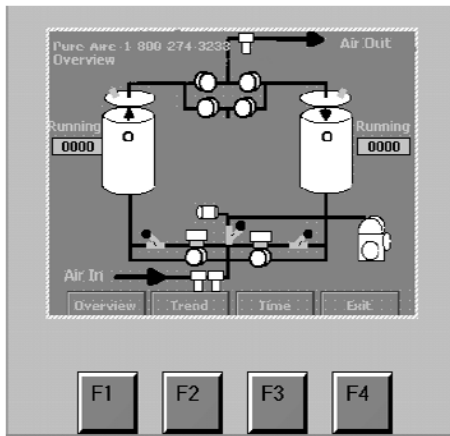 Pure Aire 1 800 274 3233
Air Out
Overview
Running
Running
0000
0000
Air In
Overview Trend Time Exit
F1 F2 F3 F4